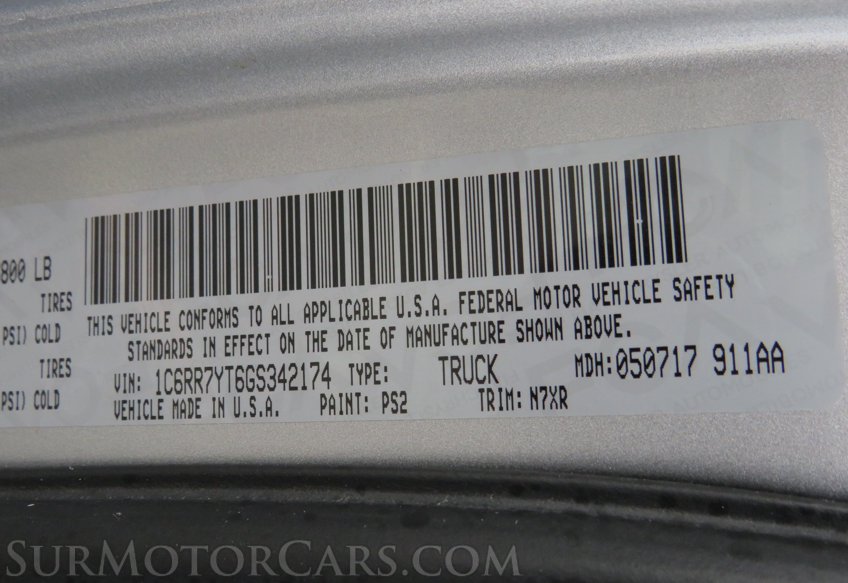 800 LB
TIRES
PSI) COLD
TIRES
PSI) COLD
THIS VEHICLE CONFORMS TO ALL APPLICABLE U.S.A. FEDERAL MOTOR VEHICLE SAFETY
STANDARDS IN EFFECT ON THE DATE OF MANUFACTURE SHOWN ABOVE.
VIN: 1C6RR7YT6GS342174 TYPE: TRUCK MDH:050717 911AA
VEHICLE MADE IN U.S.A. PAINT: PS2 TRIM: N7XR
SURMOTORCARS.COM